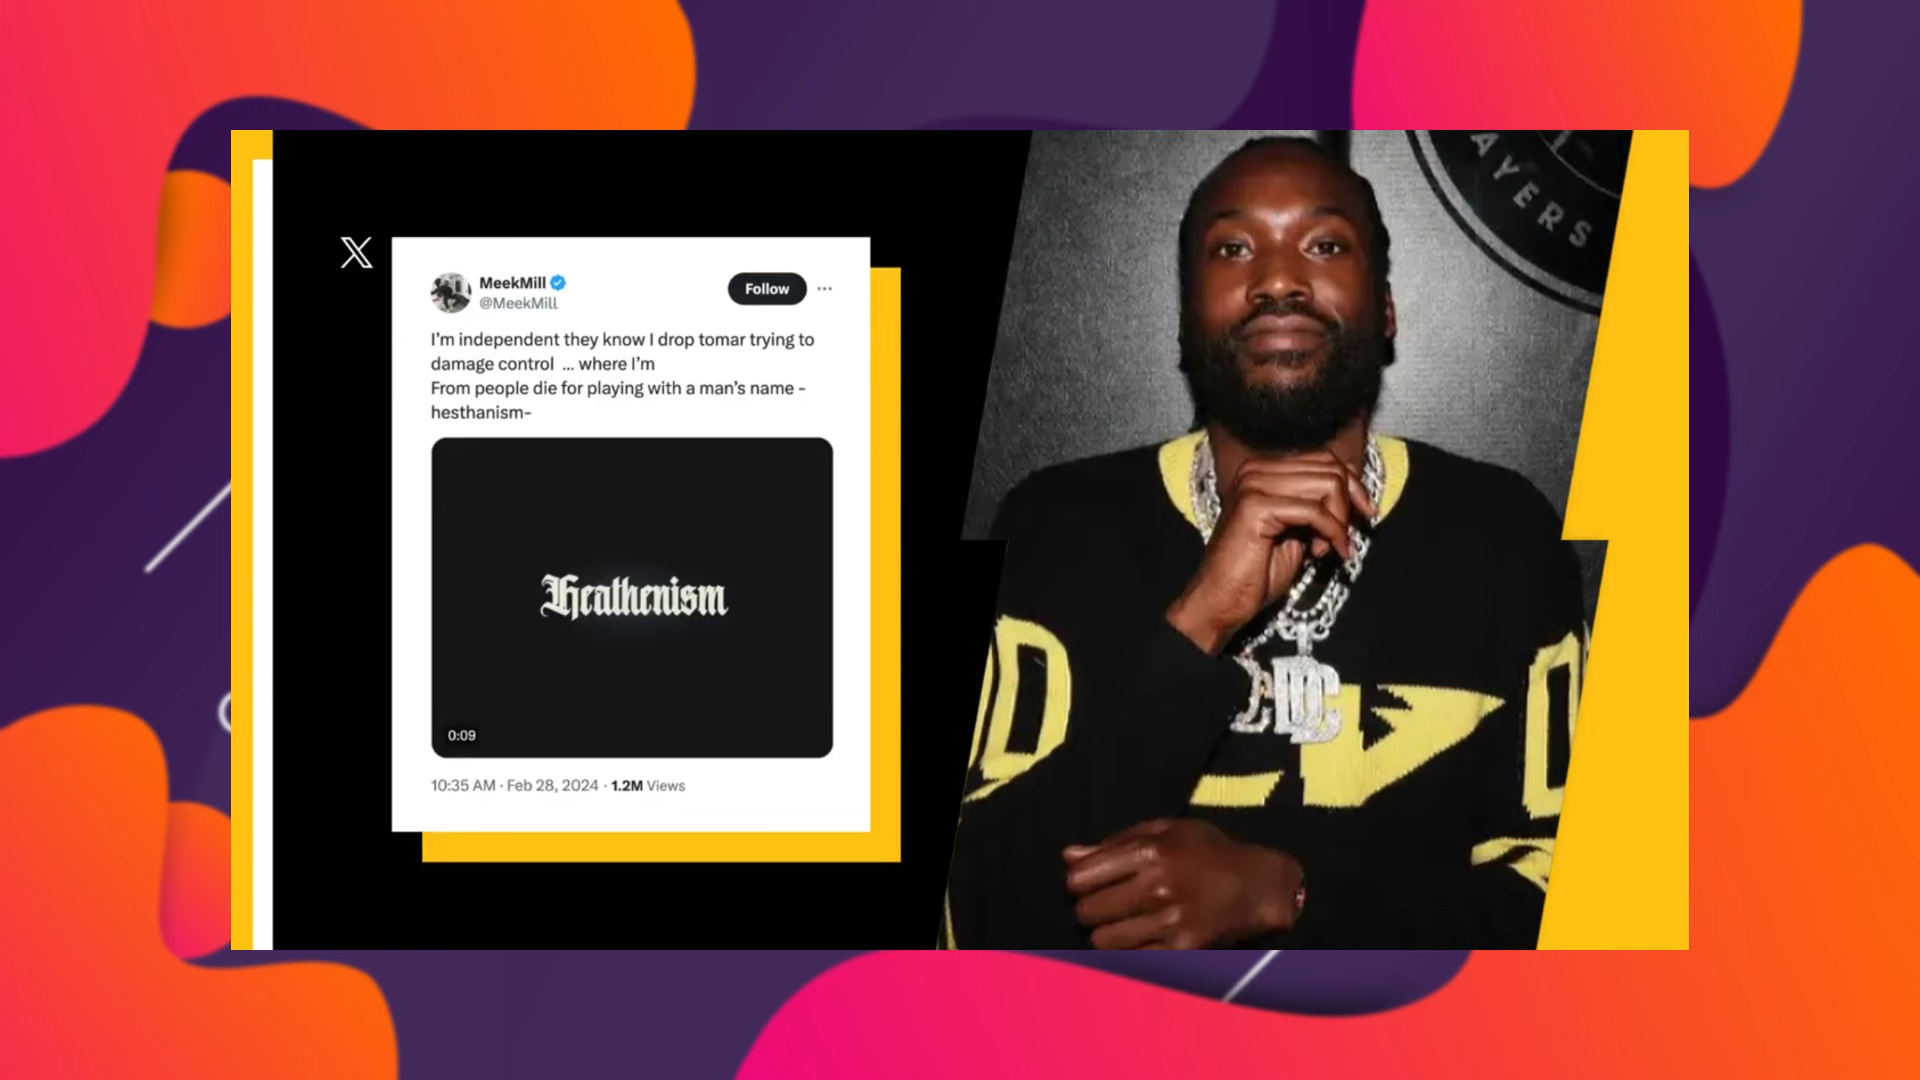 X
MeekMill
@MeekMill
Follow
I’m independent they know I drop tomar trying to
damage control ... where I’m
From people die for playing with a man’s name -
hesthanism-
Heathenism
0:09
10:35 AM · Feb 28, 2024 · 1.2M Views
AYERS
DC